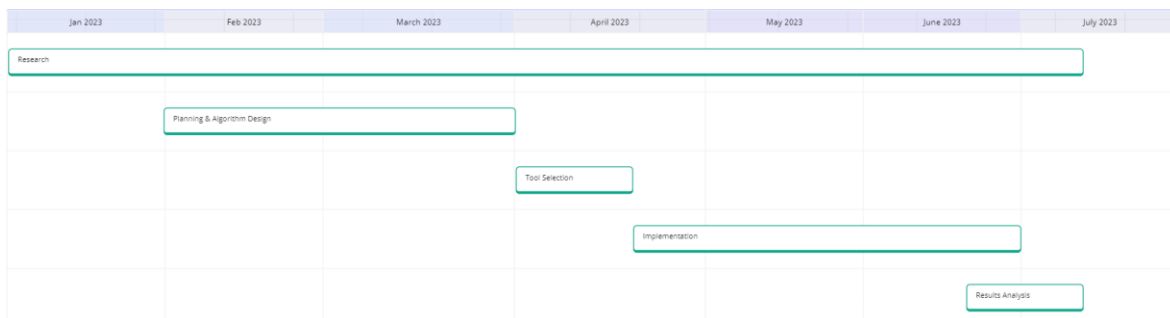 Jan 2023 Feb 2023 March 2023 April 2023 May 2023 June 2023 July 2023
Research
Planning & Algorithm Design
Tool Selection
Implementation
Results Analysis